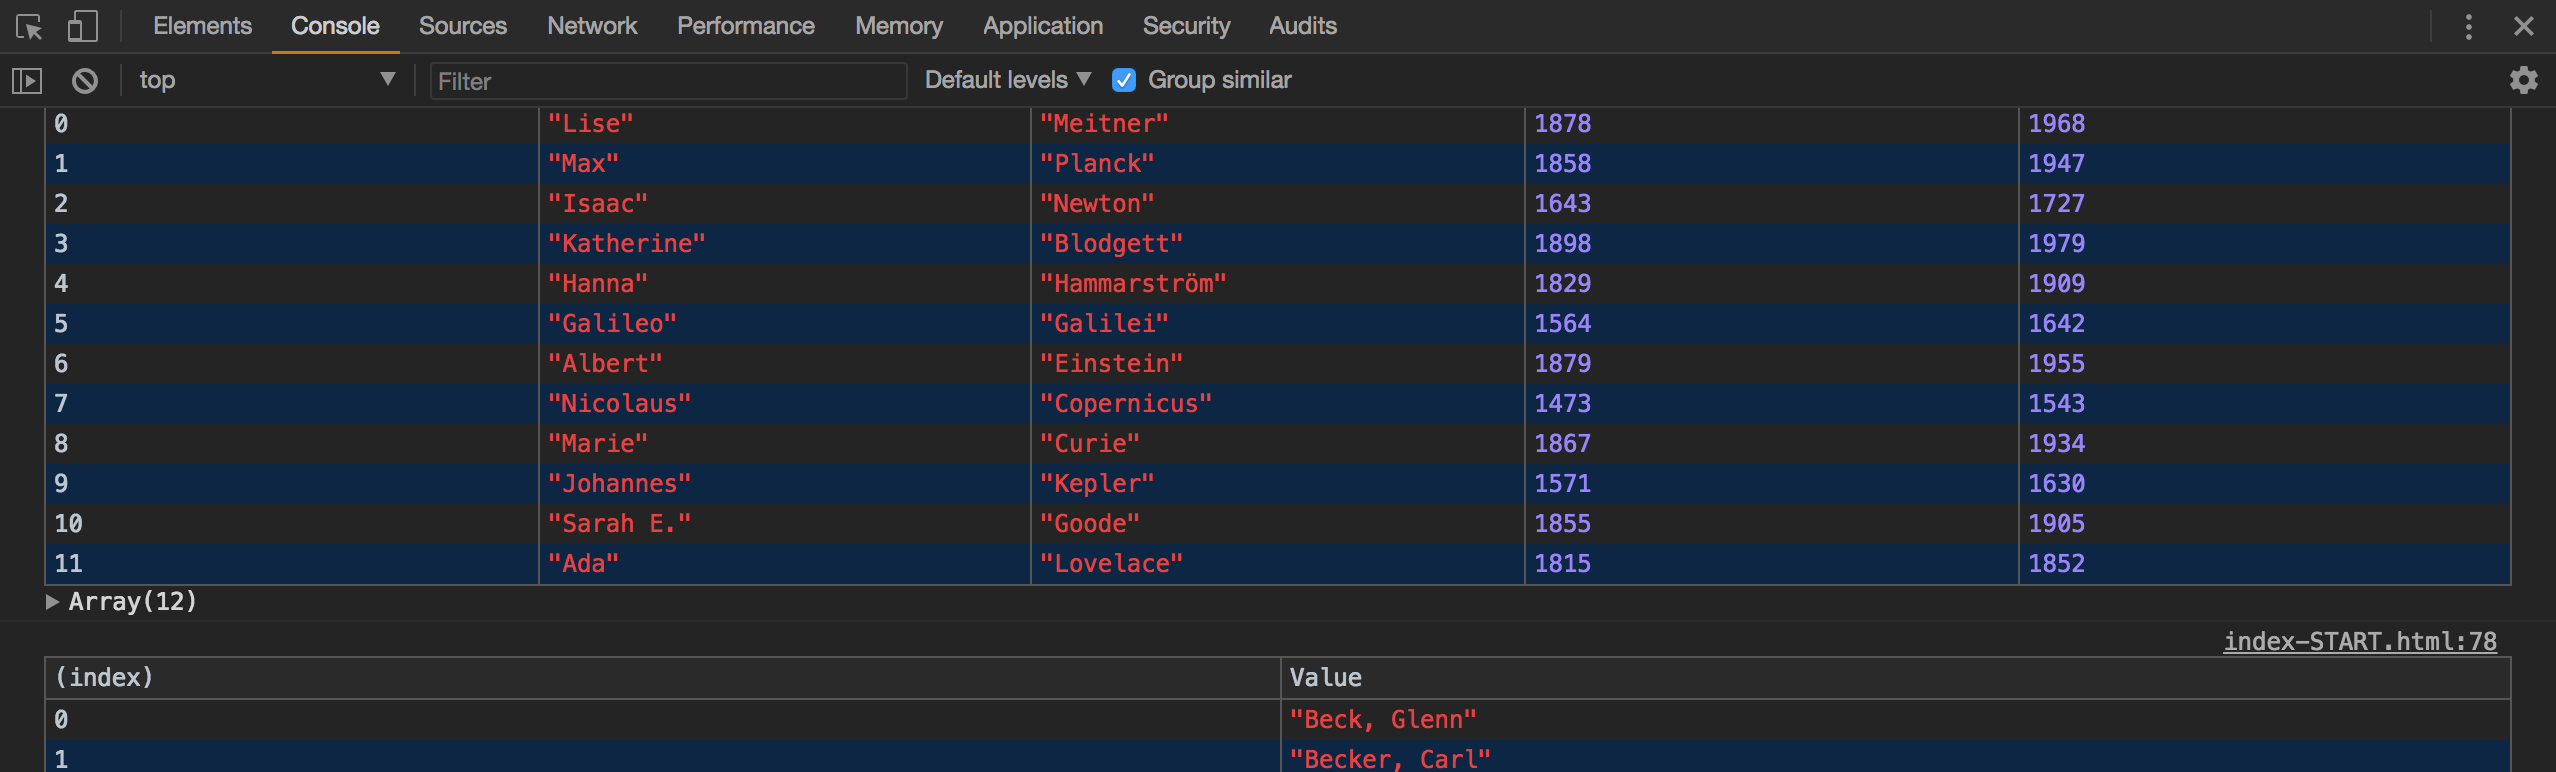 Elements Console Sources Network Performance Memory Application Security Audits
top Filter Default levels Group similar
0 "Lise" "Meitner" 1878 1968
1 "Max" "Planck" 1858 1947
2 "Isaac" "Newton" 1643 1727
3 "Katherine" "Blodgett" 1898 1979
4 "Hanna" "Hammarström" 1829 1909
5 "Galileo" "Galilei" 1564 1642
6 "Albert" "Einstein" 1879 1955
7 "Nicolaus" "Copernicus" 1473 1543
8 "Marie" "Curie" 1867 1934
9 "Johannes" "Kepler" 1571 1630
10 "Sarah E." "Goode" 1855 1905
11 "Ada" "Lovelace" 1815 1852
Array(12)
index-START.html:78
(index) Value
0 "Beck, Glenn"
1 "Becker, Carl"